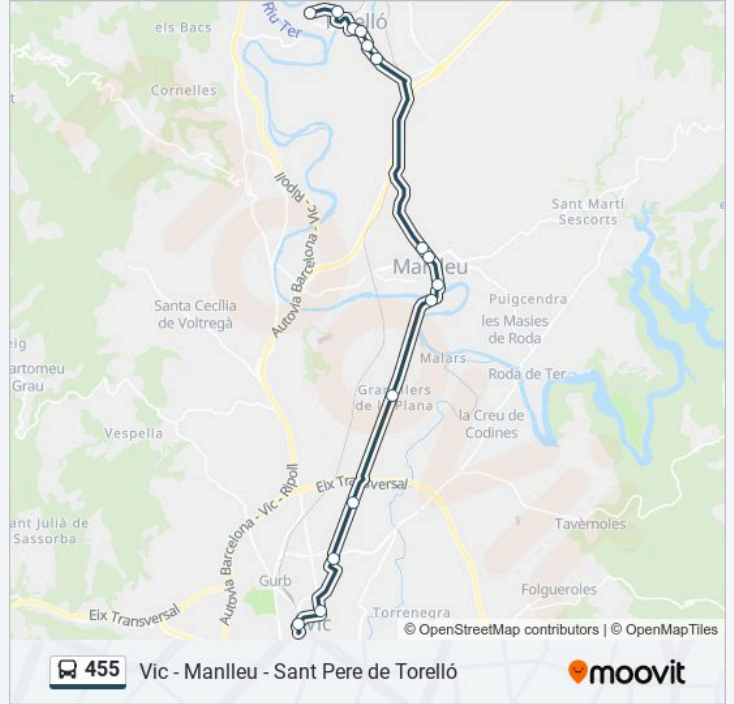 Riu Ter
Torelló
els Bacs
Cornelles
Autovia Barcelona - Vic - Ripoll
Sant Martí
Sescorts
Manlleu
Puigcendra
Santa Cecília
de Voltregà
les Masies
de Roda
Malars
Roda de Ter
artomeu
Grau
la Creu de
Codines
Vespella
Eix Transversal
Autovia Barcelona - Vic - Ripoll
ant Julià de
Sassorba
Tavèrnoles
Gurb
Folgueroles
Eix Transversal
Torrenegra
Vic
© OpenStreetMap contributors | © OpenMapTiles
455 Vic - Manlleu - Sant Pere de Torelló
moovit